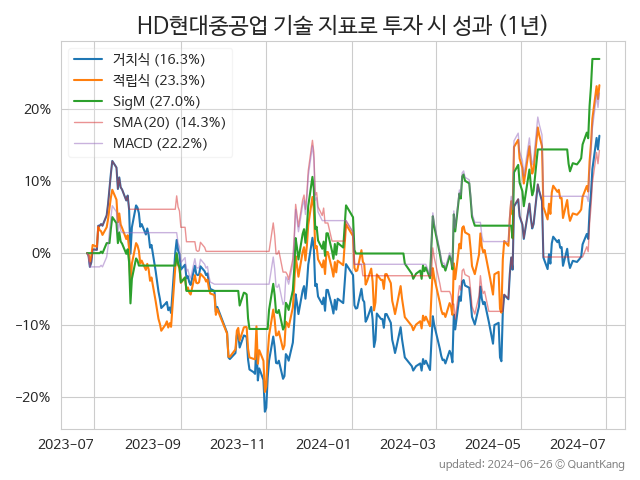 HD현대중공업 기술 지표로 투자 시 성과 (1년)
거치식 (16.3%)
적립식 (23.3%)
SigM (27.0%)
SMA(20) (14.3%)
MACD (22.2%)
20%
10%
0%
−10%
−20%
2023-07 2023-09 2023-11 2024-01 2024-03 2024-05 2024-07
updated: 2024-06-26 ⓒ QuantKang